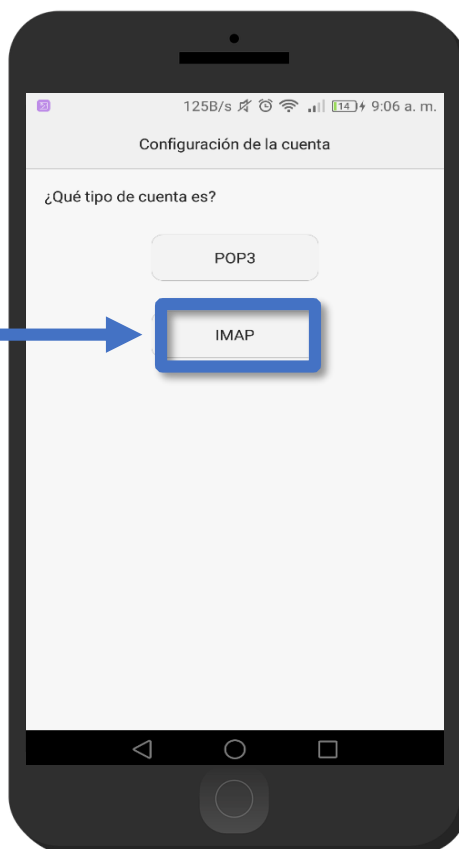 125B/s 14 9:06 a. m.
Configuración de la cuenta
¿Qué tipo de cuenta es?
POP3
IMAP